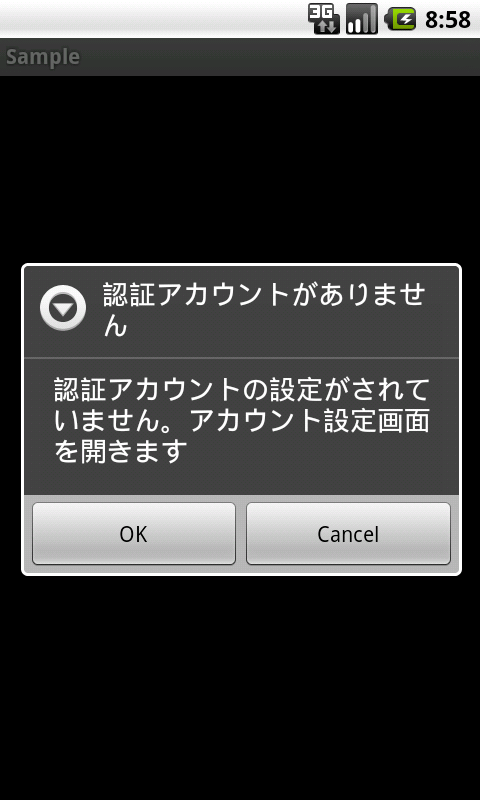 3G
8:58
Sample
認証アカウントがありませ
ん
認証アカウントの設定がされて
いません。アカウント設定画面
を開きます
OK
Cancel